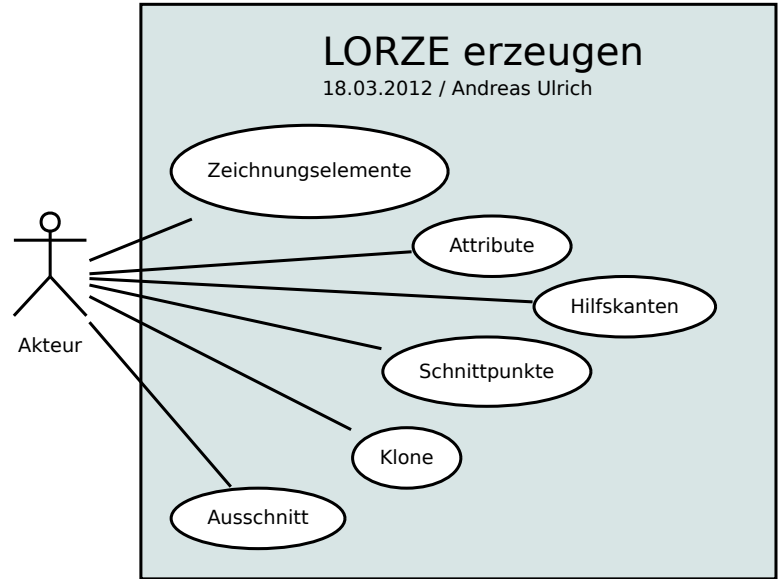 LORZE erzeugen
18.03.2012 / Andreas Ulrich
Zeichnungselemente
Attribute
Hilfskanten
Akteur
Schnittpunkte
Klone
Ausschnitt